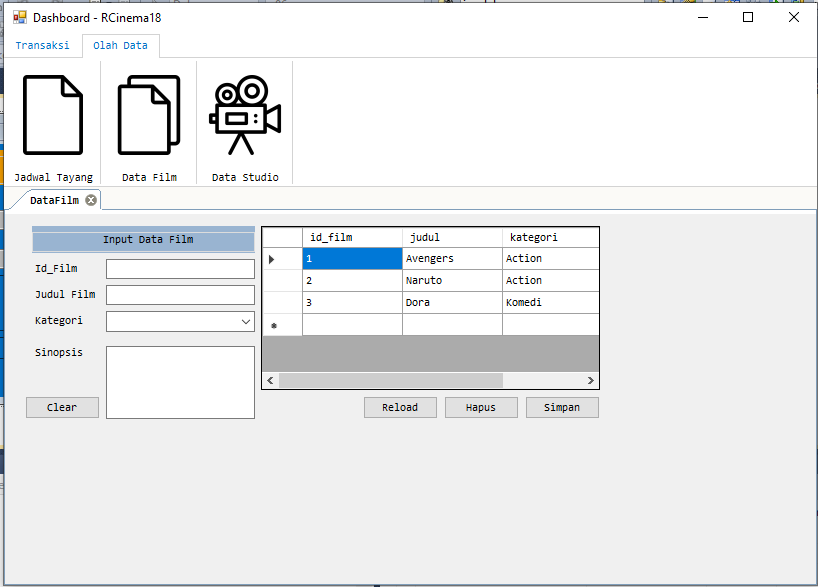 Dashboard - RCinema18
Transaksi Olah Data
Jadwal Tayang Data Film Data Studio
DataFilm
Input Data Film
Id_Film
Judul Film
Kategori
Sinopsis
Clear
id_film judul kategori
1 Avengers Action
2 Naruto Action
3 Dora Komedi
Reload Hapus Simpan